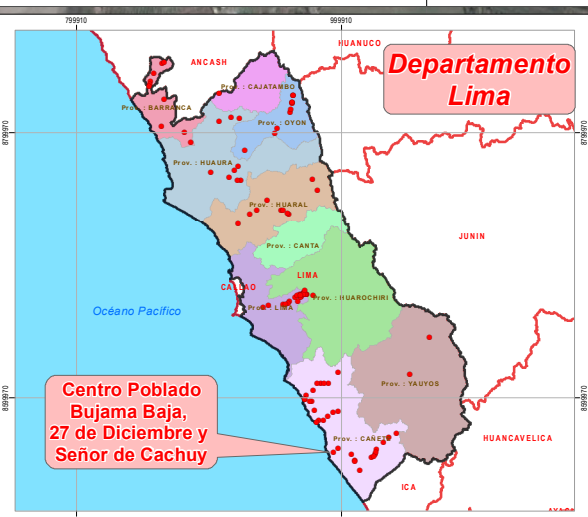 799910
999910
HUANUCO
ANCASH
Departamento
Lima
Prov. : CAJATAMBO
Prov. : BARRANCA
Prov. : OYON
8799970
8799970
Prov. : HUAURA
Prov. : HUARAL
JUNIN
Prov. : CANTA
LIMA
CALLAO
Prov. : HUAROCHIRI
Océano Pacífico
Prov. : LIMA
Prov. : YAUYOS
8599970
8599970
Centro Poblado
Bujama Baja,
27 de Diciembre y
Señor de Cachuy
Prov. : CAÑETE
HUANCAVELICA
ICA